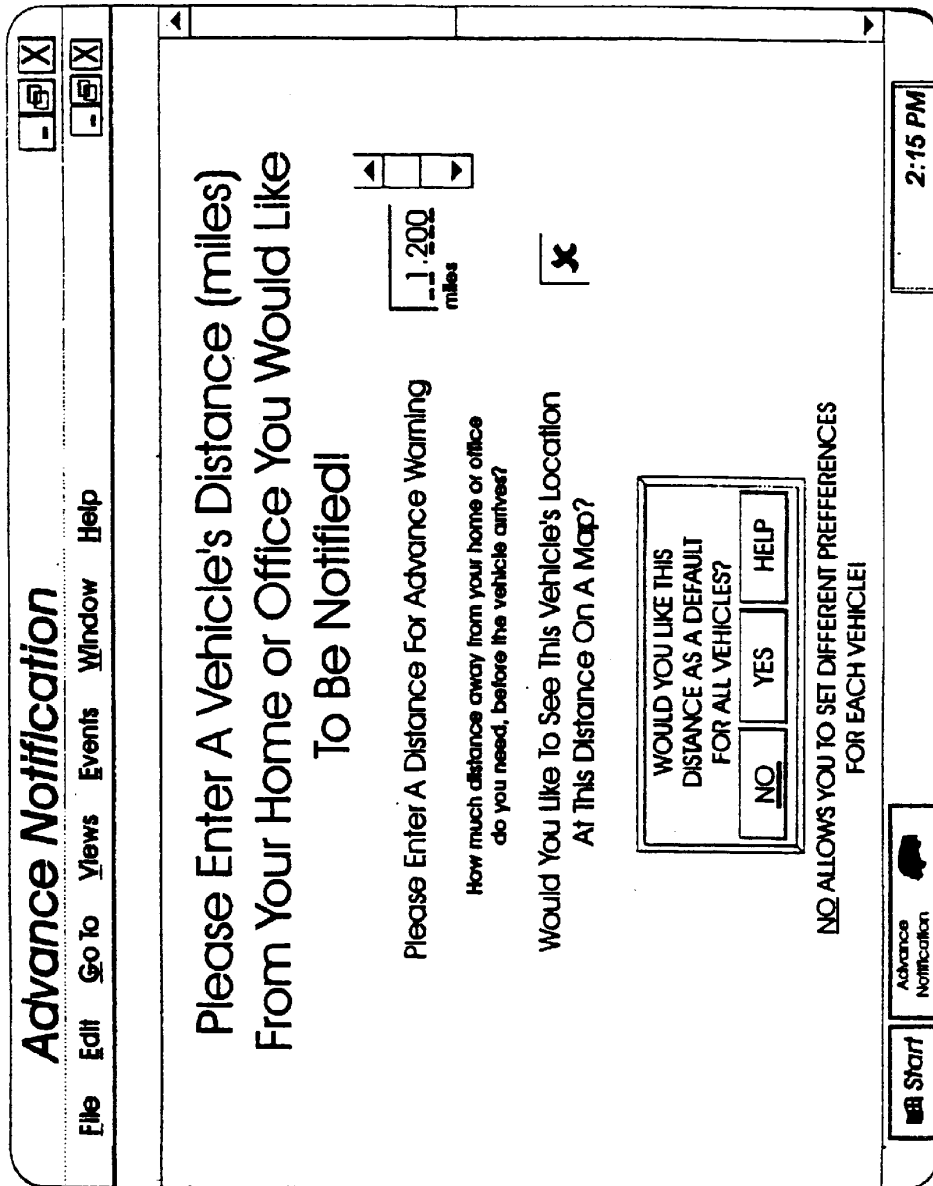 Advance Notification
File Edit Go To Views Events Window Help
Please Enter A Vehicle's Distance (miles)
From Your Home or Office You Would Like
To Be Notified!
Please Enter A Distance For Advance Warning
1.200
miles
How much distance away from your home or office
do you need, before the vehicle arrives?
Would You Like To See This Vehicle's Location
At This Distance On A Map?
X
WOULD YOU LIKE THIS
DISTANCE AS A DEFAULT
FOR ALL VEHICLES?
NO YES HELP
NO ALLOWS YOU TO SET DIFFERENT PREFFERENCES
FOR EACH VEHICLE!
Start
Advance
Notification
2:15 PM